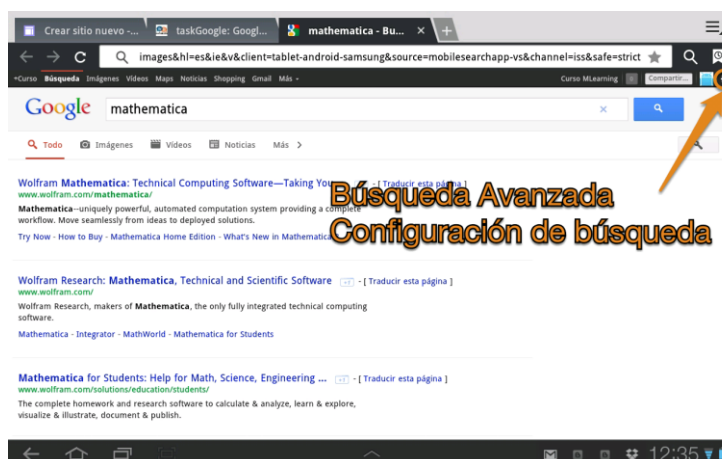 Crear sitio nuevo -...
taskGoogle: Googl...
mathematica - Bu...
images&hl=es&ie&v&client=tablet-android-samsung&source=mobilesearchapp-vs&channel=iss&safe=strict
+Curso Búsqueda Imágenes Vídeos Maps Noticias Shopping Gmail Más
Curso MLearning 0 Compartir...
Google mathematica
Todo Imágenes Vídeos Noticias Más
Búsqueda Avanzada
Configuración de búsqueda
Wolfram Mathematica: Technical Computing Software—Taking You - [ Traducir esta página ]
www.wolfram.com/mathematica/
Mathematica--uniquely powerful, automated computation system providing a complete
workflow. Move seamlessly from ideas to deployed solutions.
Try Now - How to Buy - Mathematica Home Edition - What's New in Mathematica
Wolfram Research: Mathematica, Technical and Scientific Software +1 - [ Traducir esta página ]
www.wolfram.com/
Wolfram Research, makers of Mathematica, the only fully integrated technical computing
software.
Mathematica - Integrator - MathWorld - Mathematica for Students
Mathematica for Students: Help for Math, Science, Engineering ... +1 - [ Traducir esta página ]
www.wolfram.com/solutions/education/students/
The complete homework and research software to calculate & analyze, learn & explore,
visualize & illustrate, document & publish.
12:35